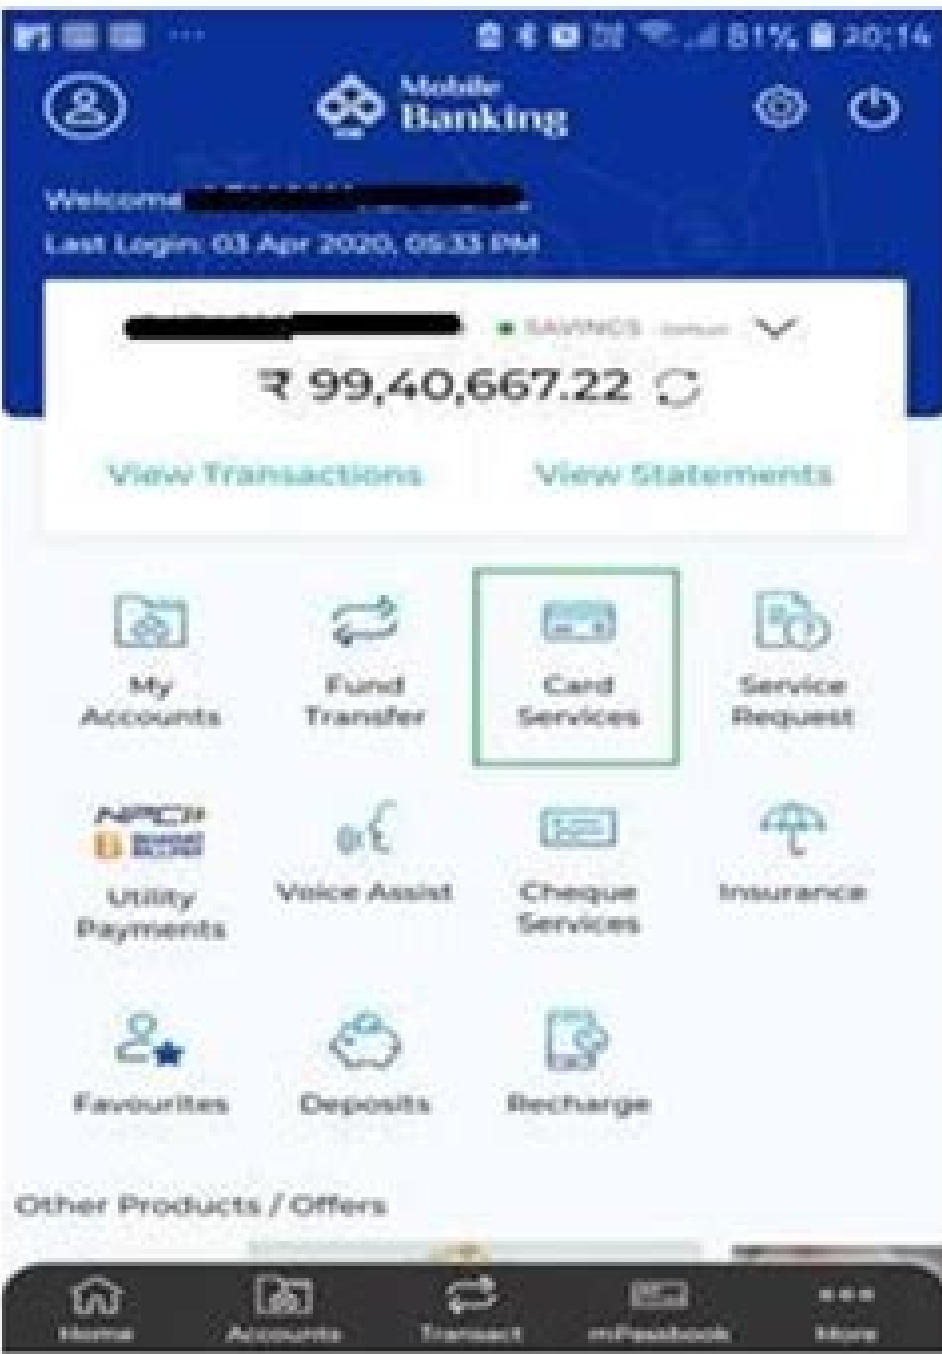 81% 20:14
Mobile
Banking
Welcome
Last Login: 03 Apr 2020, 05:33 PM
SAVINGS
₹ 99,40,667.22
View Transactions View Statements
My Accounts
Fund Transfer
Card Services
Service Request
NPCI
Utility Payments
Voice Assist
Cheque Services
Insurance
Favourites
Deposits
Recharge
Other Products / Offers
Home Accounts Transact mPassbook More